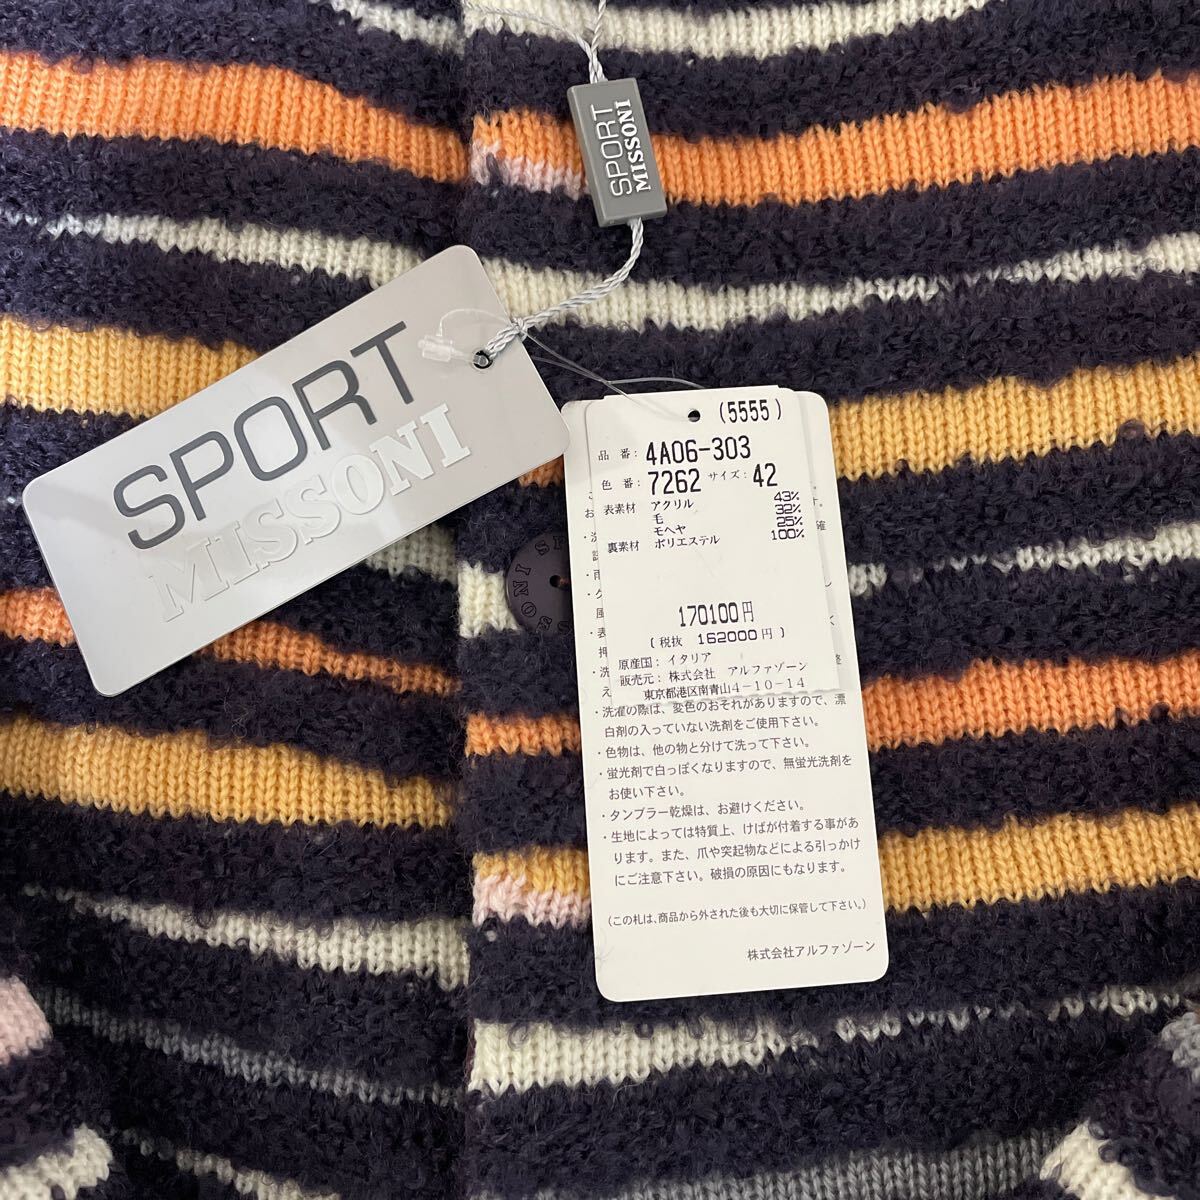 SPORT
MISSONI
SPORT
MISSONI
(5555)
品 番: 4A06-303
色 番: 7262 サイズ: 42
表素材 アクリル 43%
毛 32%
モヘヤ 25%
裏素材 ポリエステル 100%
170100円
( 税抜 162000円 )
原産国: イタリア
販売元: 株式会社 アルファゾーン
東京都港区南青山4-10-14
・洗濯の際は、変色のおそれがありますので、漂
白剤の入っていない洗剤をご使用下さい。
・色物は、他の物と分けて洗って下さい。
・蛍光剤で白っぽくなりますので、無蛍光洗剤を
お使い下さい。
・タンブラー乾燥は、お避けください。
・生地によっては特質上、けばが付着する事があ
ります。また、爪や突起物などによる引っかけ
にご注意下さい。破損の原因にもなります。
(この札は、商品から外された後も大切に保管して下さい。)
株式会社アルファゾーン